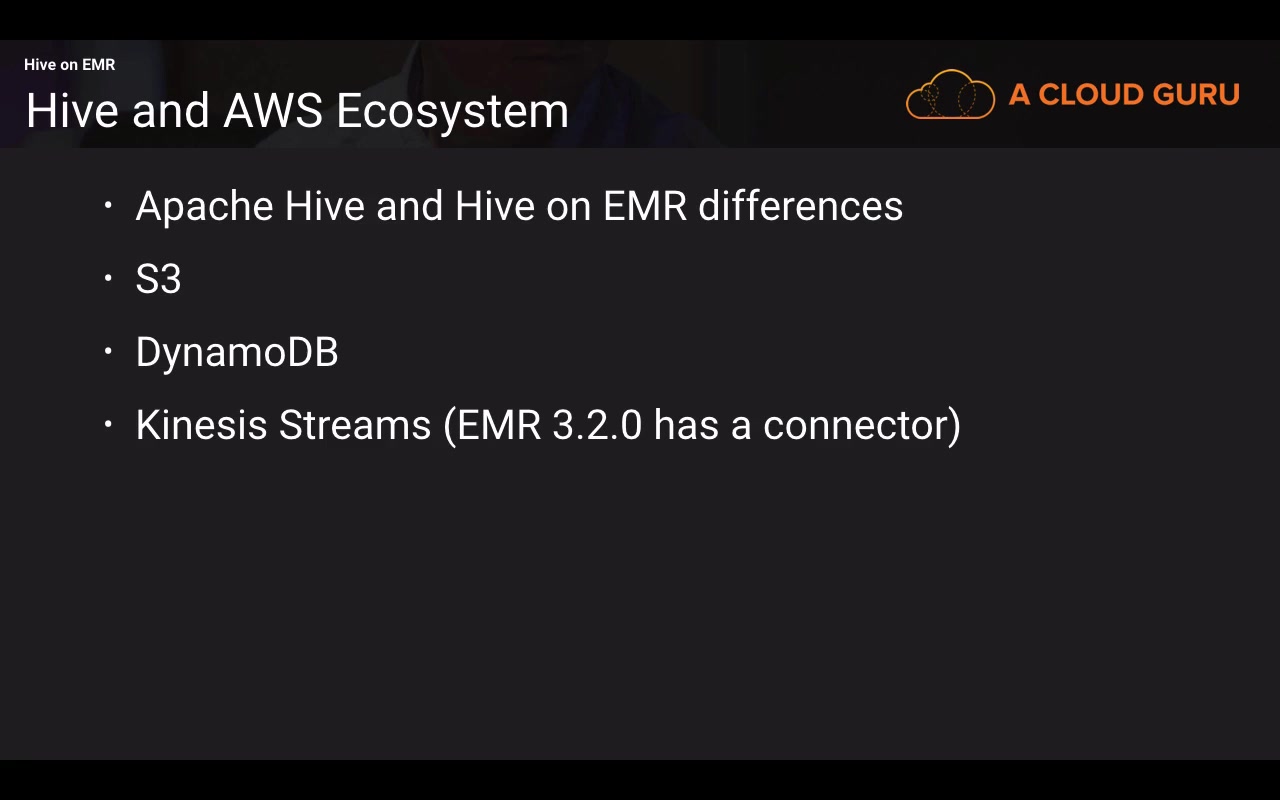 Hive on EMR
Hive and AWS Ecosystem
A CLOUD GURU
• Apache Hive and Hive on EMR differences
• S3
• DynamoDB
• Kinesis Streams (EMR 3.2.0 has a connector)